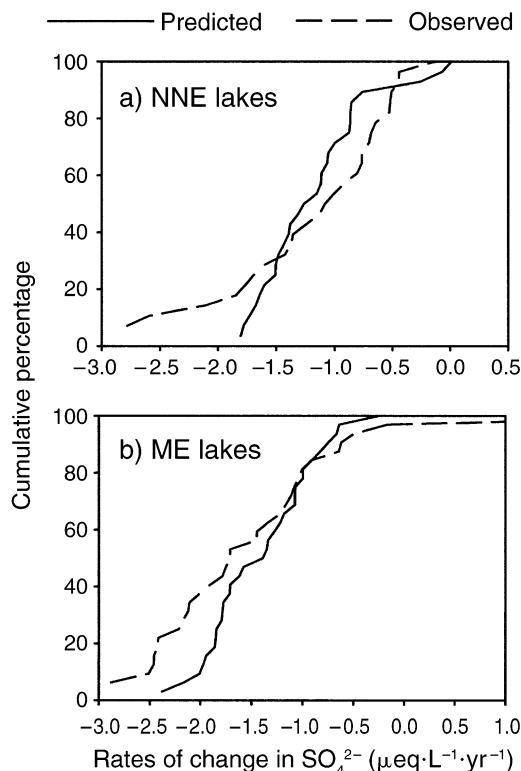 Predicted Observed
100
a) NNE lakes
80
60
40
20
0
−3.0 −2.5 −2.0 −1.5 −1.0 −0.5 0.0 0.5
Cumulative percentage
100
b) ME lakes
80
60
40
20
0
−3.0 −2.5 −2.0 −1.5 −1.0 −0.5 0.0 0.5 1.0
Rates of change in SO₄²⁻ (μeq·L⁻¹·yr⁻¹)